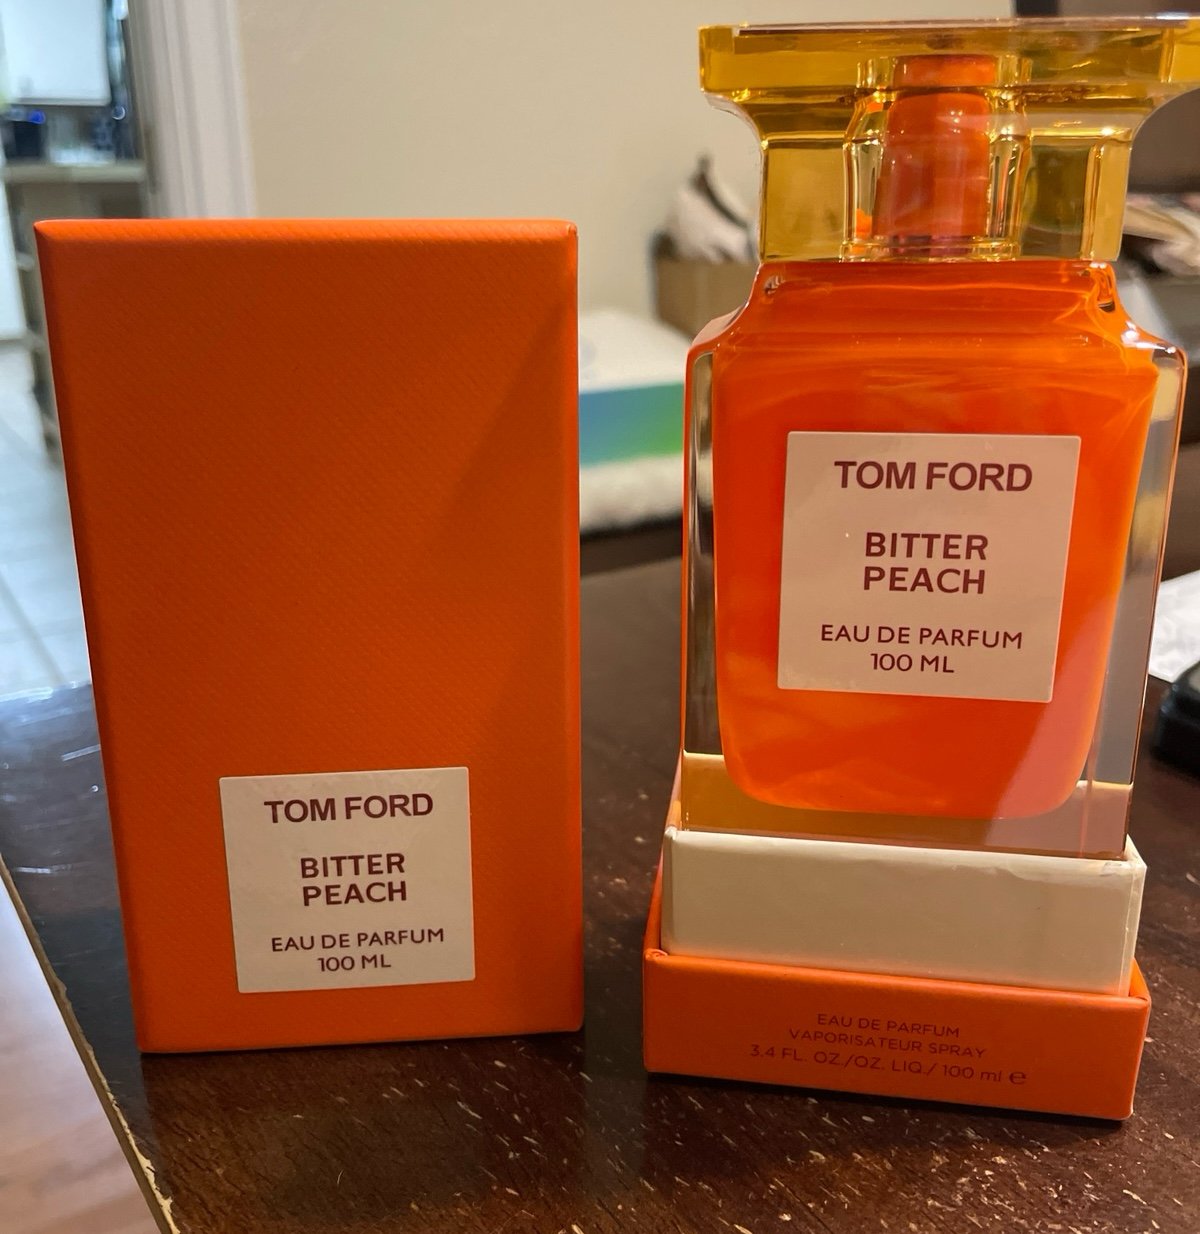 TOM FORD
BITTER
PEACH
EAU DE PARFUM
100 ML
TOM FORD
BITTER
PEACH
EAU DE PARFUM
100 ML
EAU DE PARFUM
VAPORISATEUR SPRAY
3.4 FL. OZ./OZ. LIQ./ 100 ml ℮